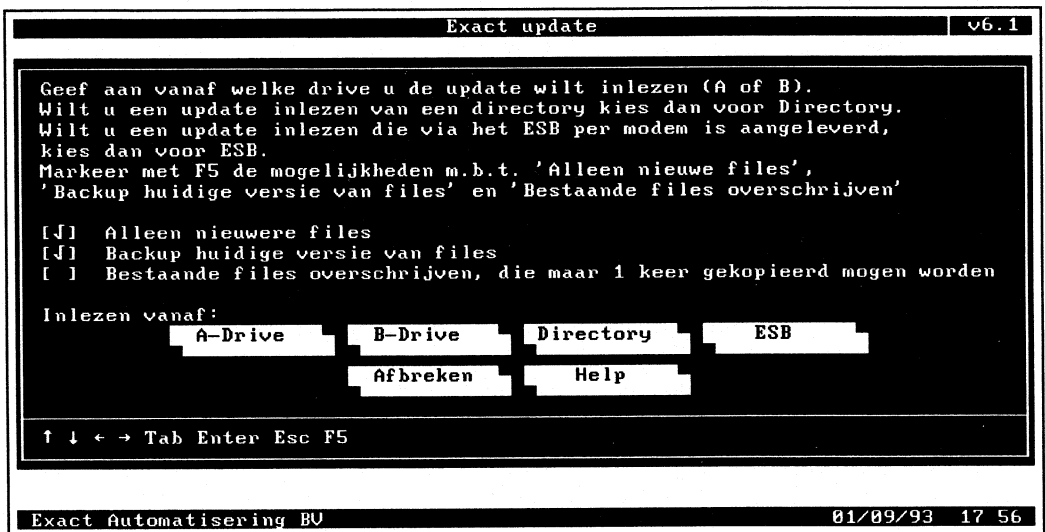 Exact update v6.1
Geef aan vanaf welke drive u de update wilt inlezen (A of B).
Wilt u een update inlezen van een directory kies dan voor Directory.
Wilt u een update inlezen die via het ESB per modem is aangeleverd,
kies dan voor ESB.
Markeer met F5 de mogelijkheden m.b.t. 'Alleen nieuwe files',
'Backup huidige versie van files' en 'Bestaande files overschrijven'
[√] Alleen nieuwere files
[√] Backup huidige versie van files
[ ] Bestaande files overschrijven, die maar 1 keer gekopieerd mogen worden
Inlezen vanaf:
A-Drive B-Drive Directory ESB
Afbreken Help
↑ ↓ ← → Tab Enter Esc F5
Exact Automatisering BV 01/09/93 17 56